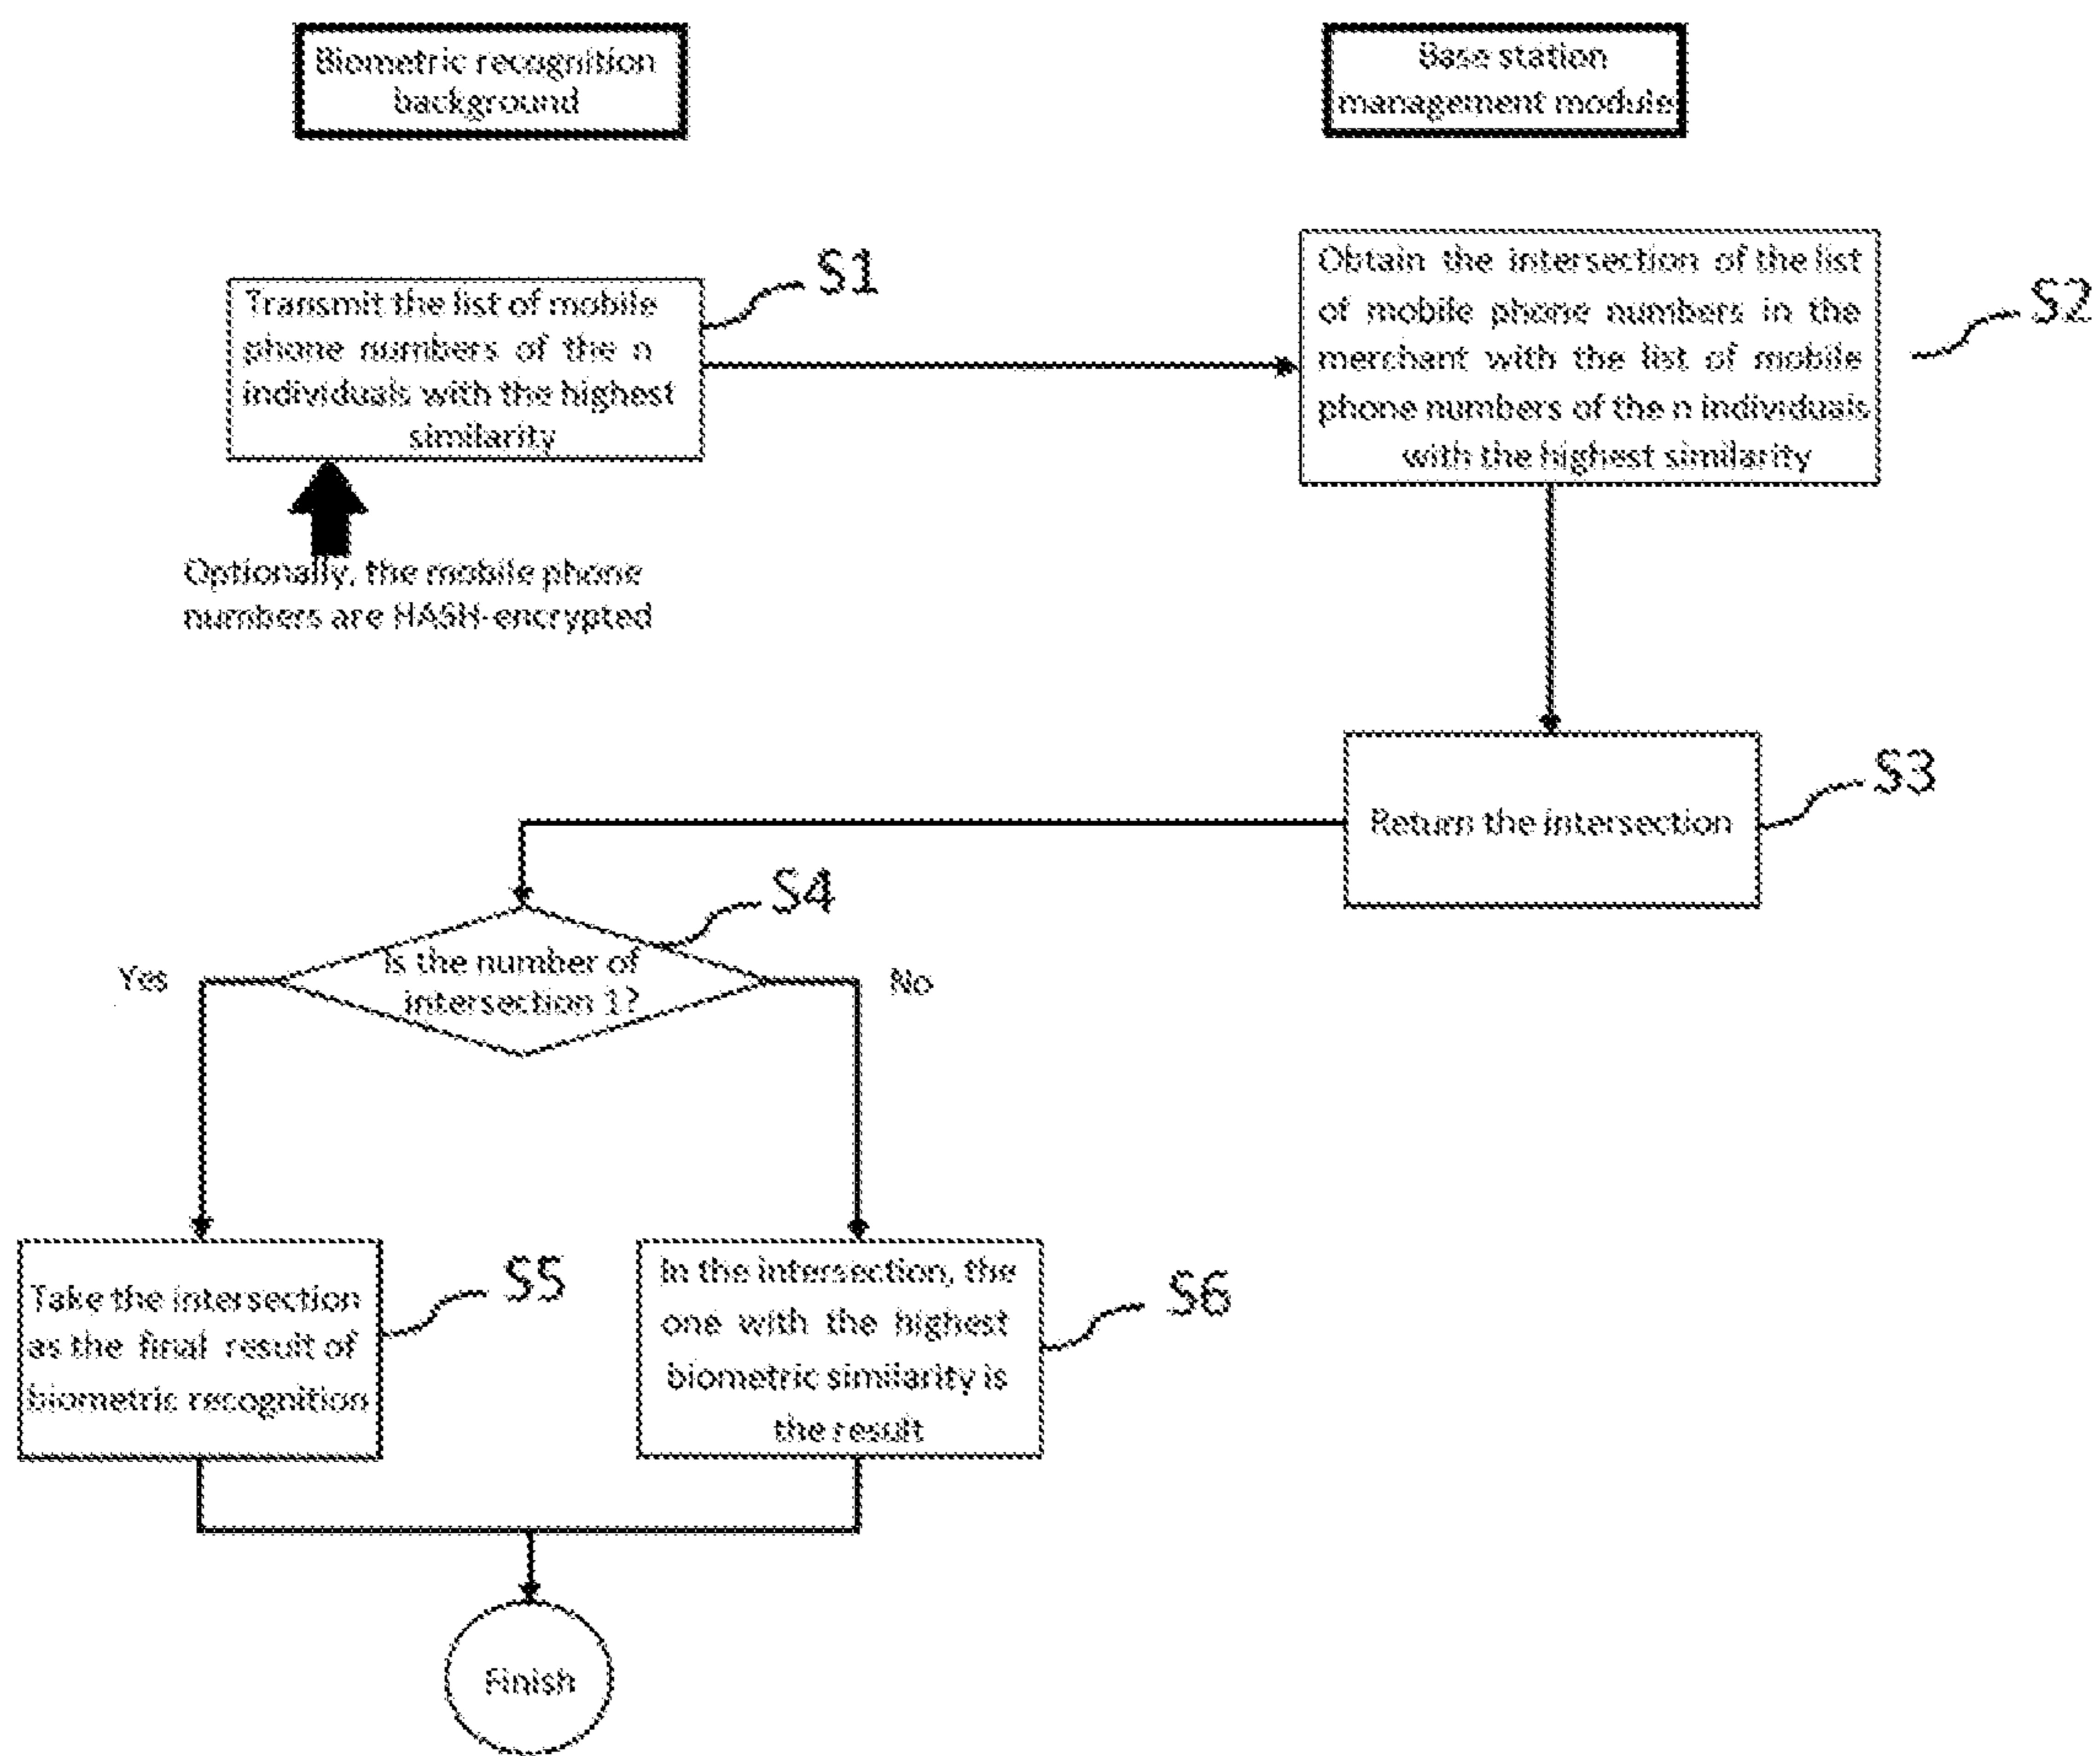 Biometric recognition
background
Base station
management module
S1
Transmit the list of mobile
phone numbers of the n
individuals with the highest
similarity
Optionally, the mobile phone
numbers are HASH-encrypted
Obtain the intersection of the list
of mobile phone numbers in the
merchant with the list of mobile
phone numbers of the n individuals
with the highest similarity
S2
Return the intersection
S3
S4
Is the number of
intersection 1?
Yes
No
Take the intersection
as the final result of
biometric recognition
S5
In the intersection, the
one with the highest
biometric similarity is
the result
S6
Finish